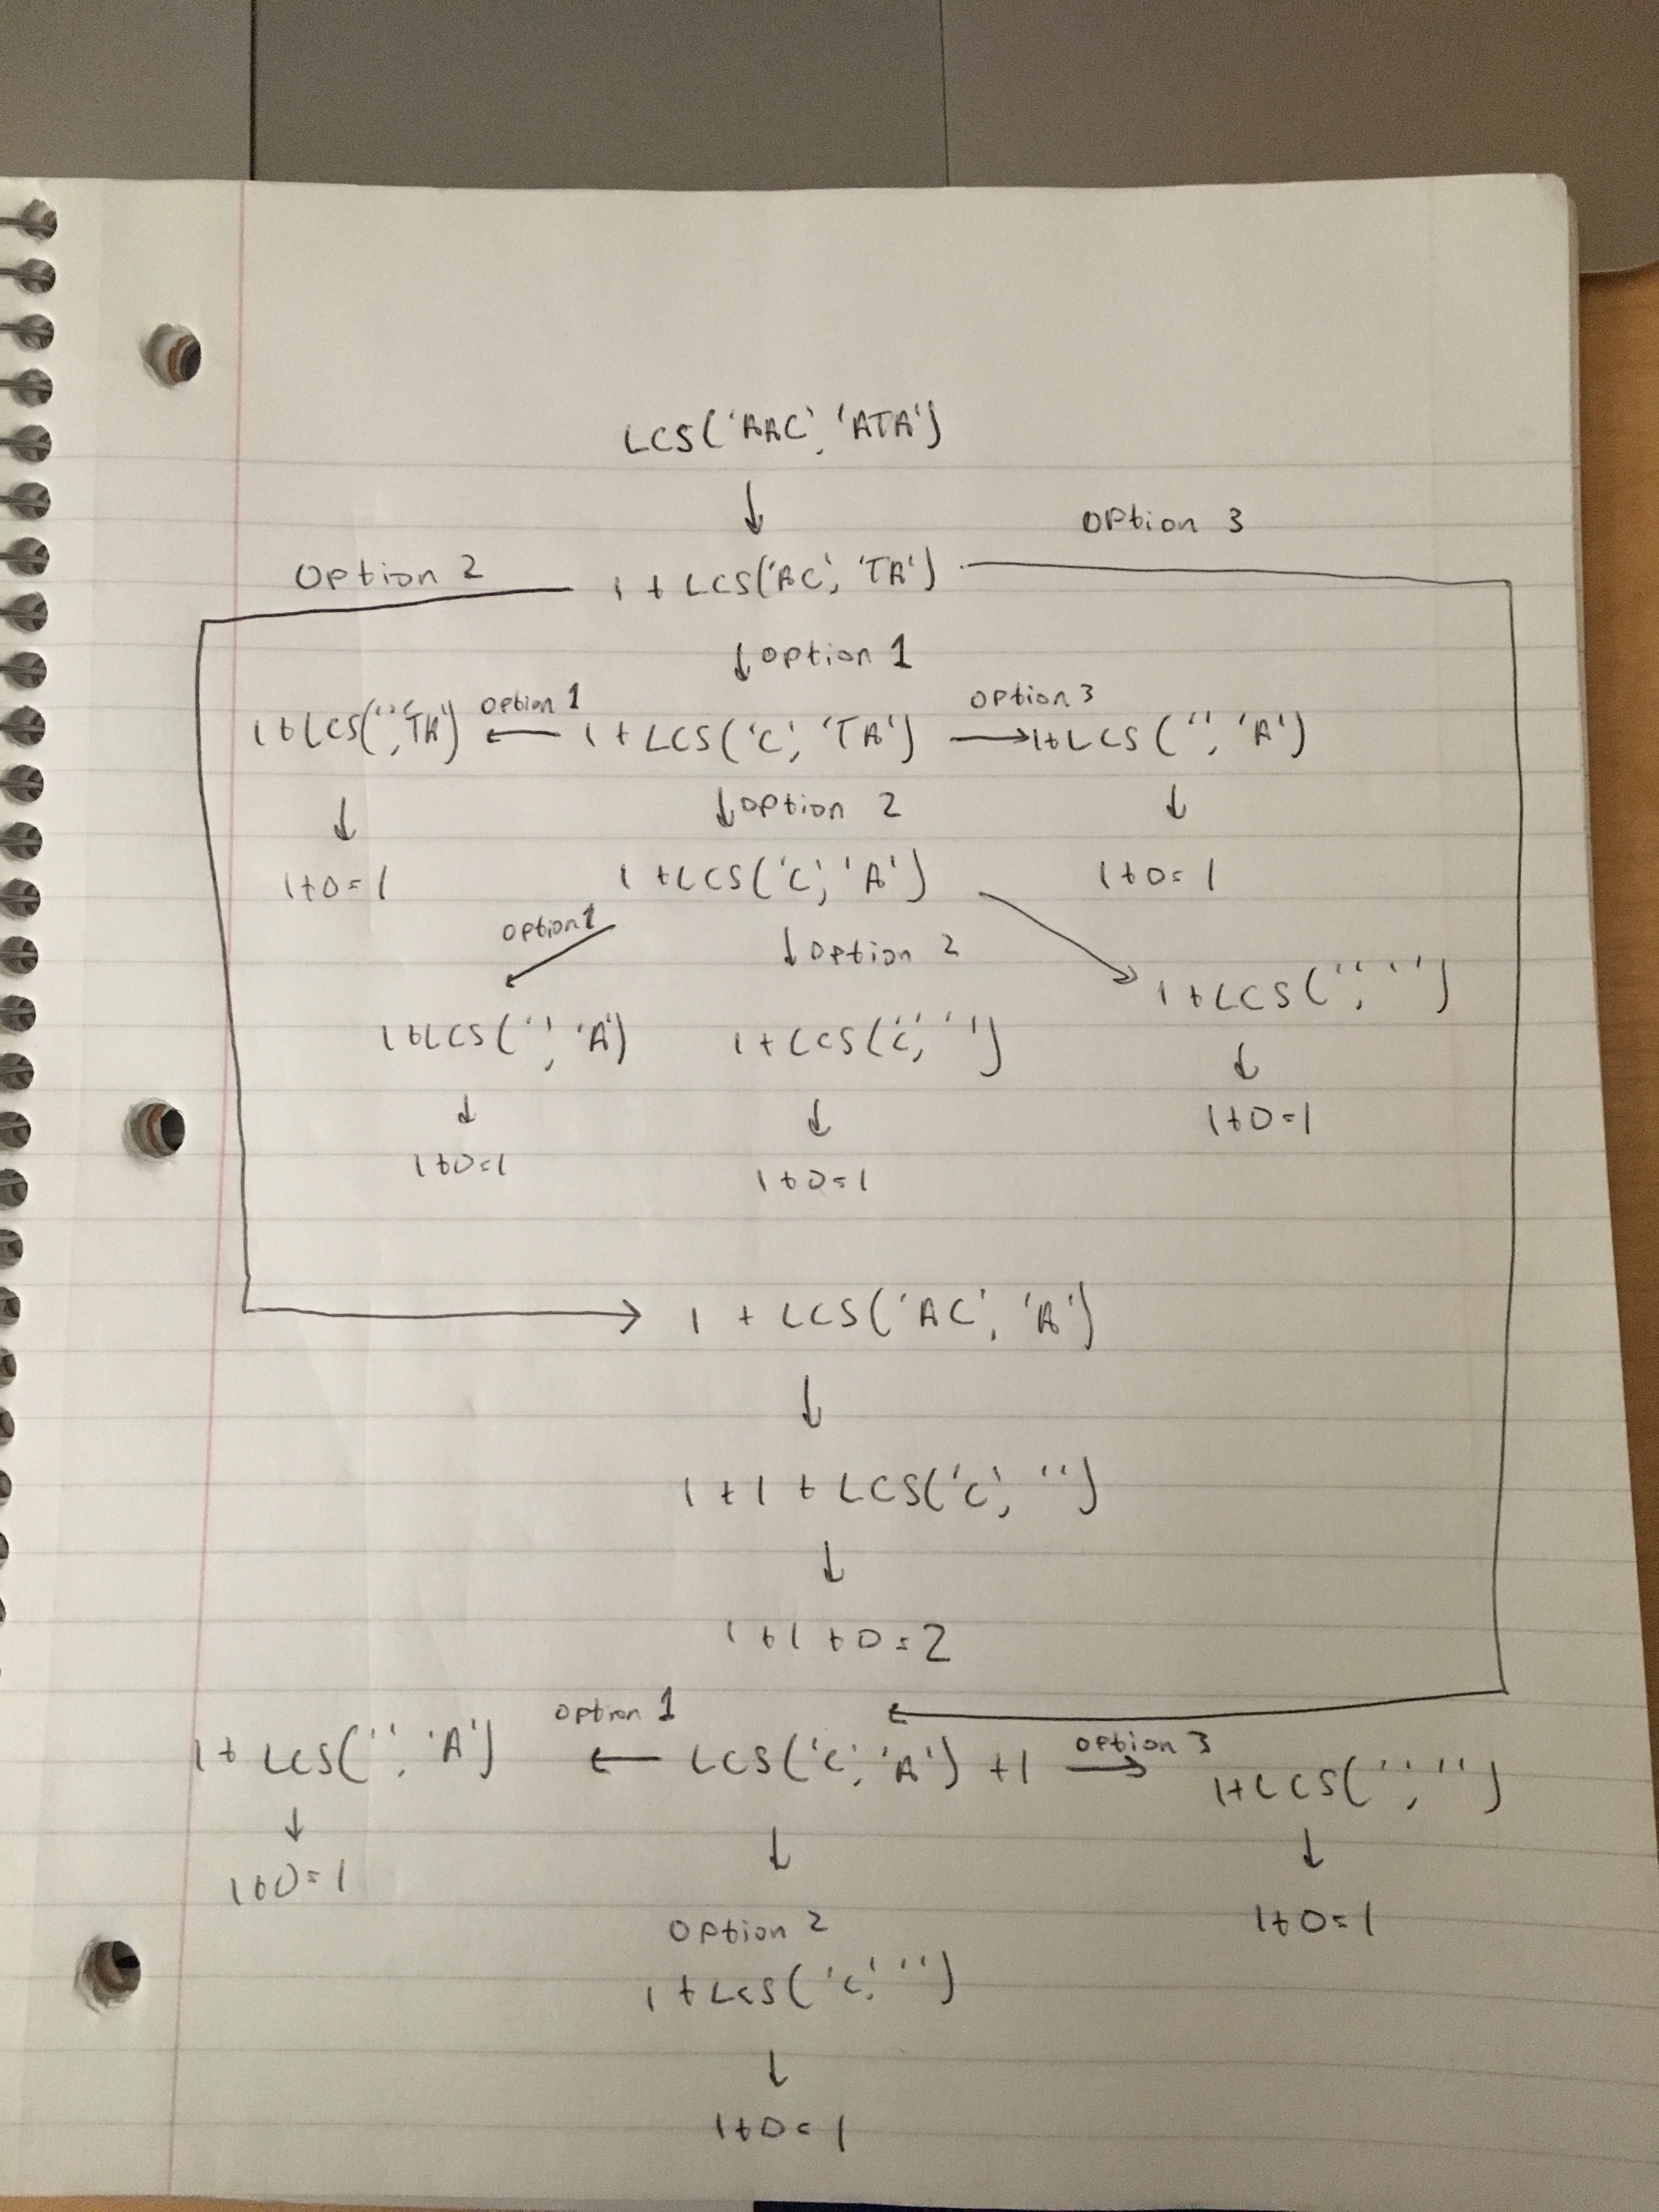 LCS('AAC', 'ATA')
↓
Option 3
Option 2
1 + LCS('AC', 'TA')
↓ option 1
option 1
option 3
1+LCS('', 'TA') ← 1 + LCS('C', 'TA') → 1+LCS('', 'A')
↓ ↓ option 2 ↓
1+0=1 1 + LCS('C', 'A') 1+0=1
option 1 ↓ option 2
1+LCS('', '')
1+LCS('', 'A') 1+LCS('C', '') ↓
↓ ↓ 1+0=1
1+0=1 1+0=1
→ 1 + LCS('AC', 'A')
↓
1+1 + LCS('C', '')
↓
1+1+0=2
option 1
1+ LCS('', 'A') ← LCS('C', 'A') +1 option 3 → 1+LCS('', '')
↓ ↓ ↓
1+0=1 option 2 1+0=1
1+LCS('C', '')
↓
1+0=1